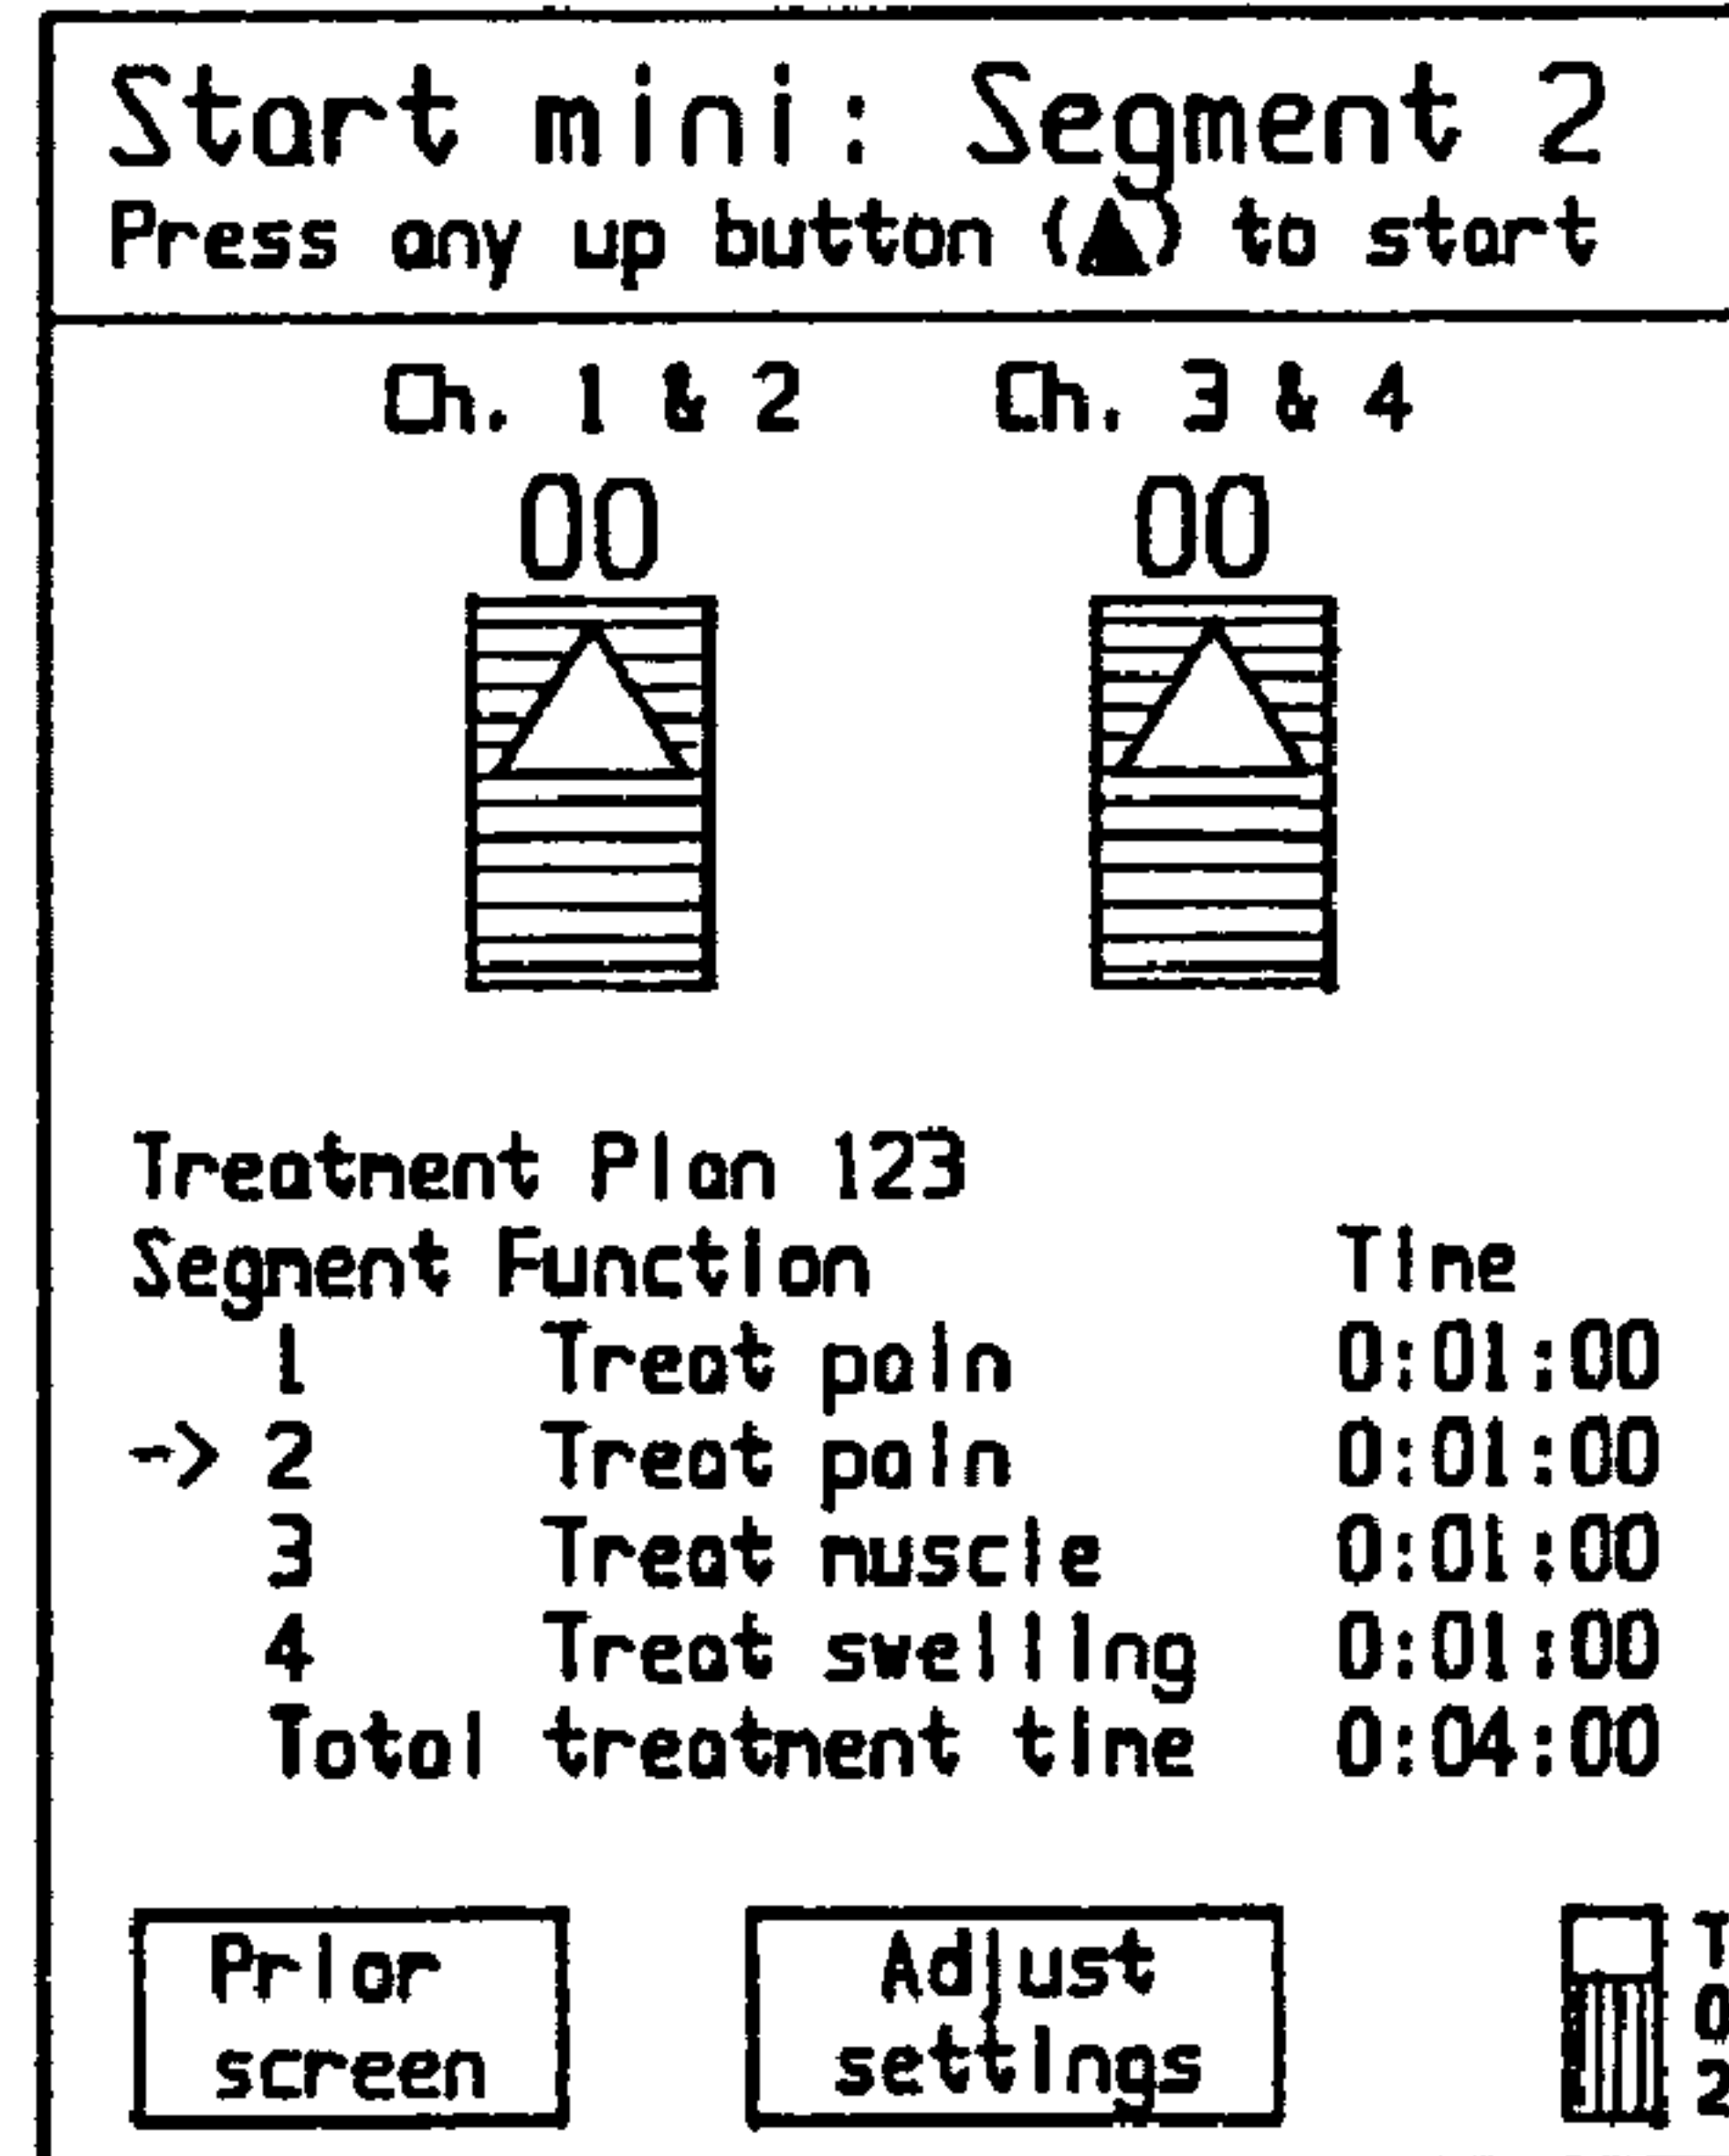 Start mini: Segment 2
Press any up button (▲) to start
Ch. 1 & 2 Ch. 3 & 4
00 00
Treatment Plan 123
Segment Function Time
1 Treat pain 0:01:00
-> 2 Treat pain 0:01:00
3 Treat muscle 0:01:00
4 Treat swelling 0:01:00
Total treatment time 0:04:00
Prior Adjust T
screen settings 0
2